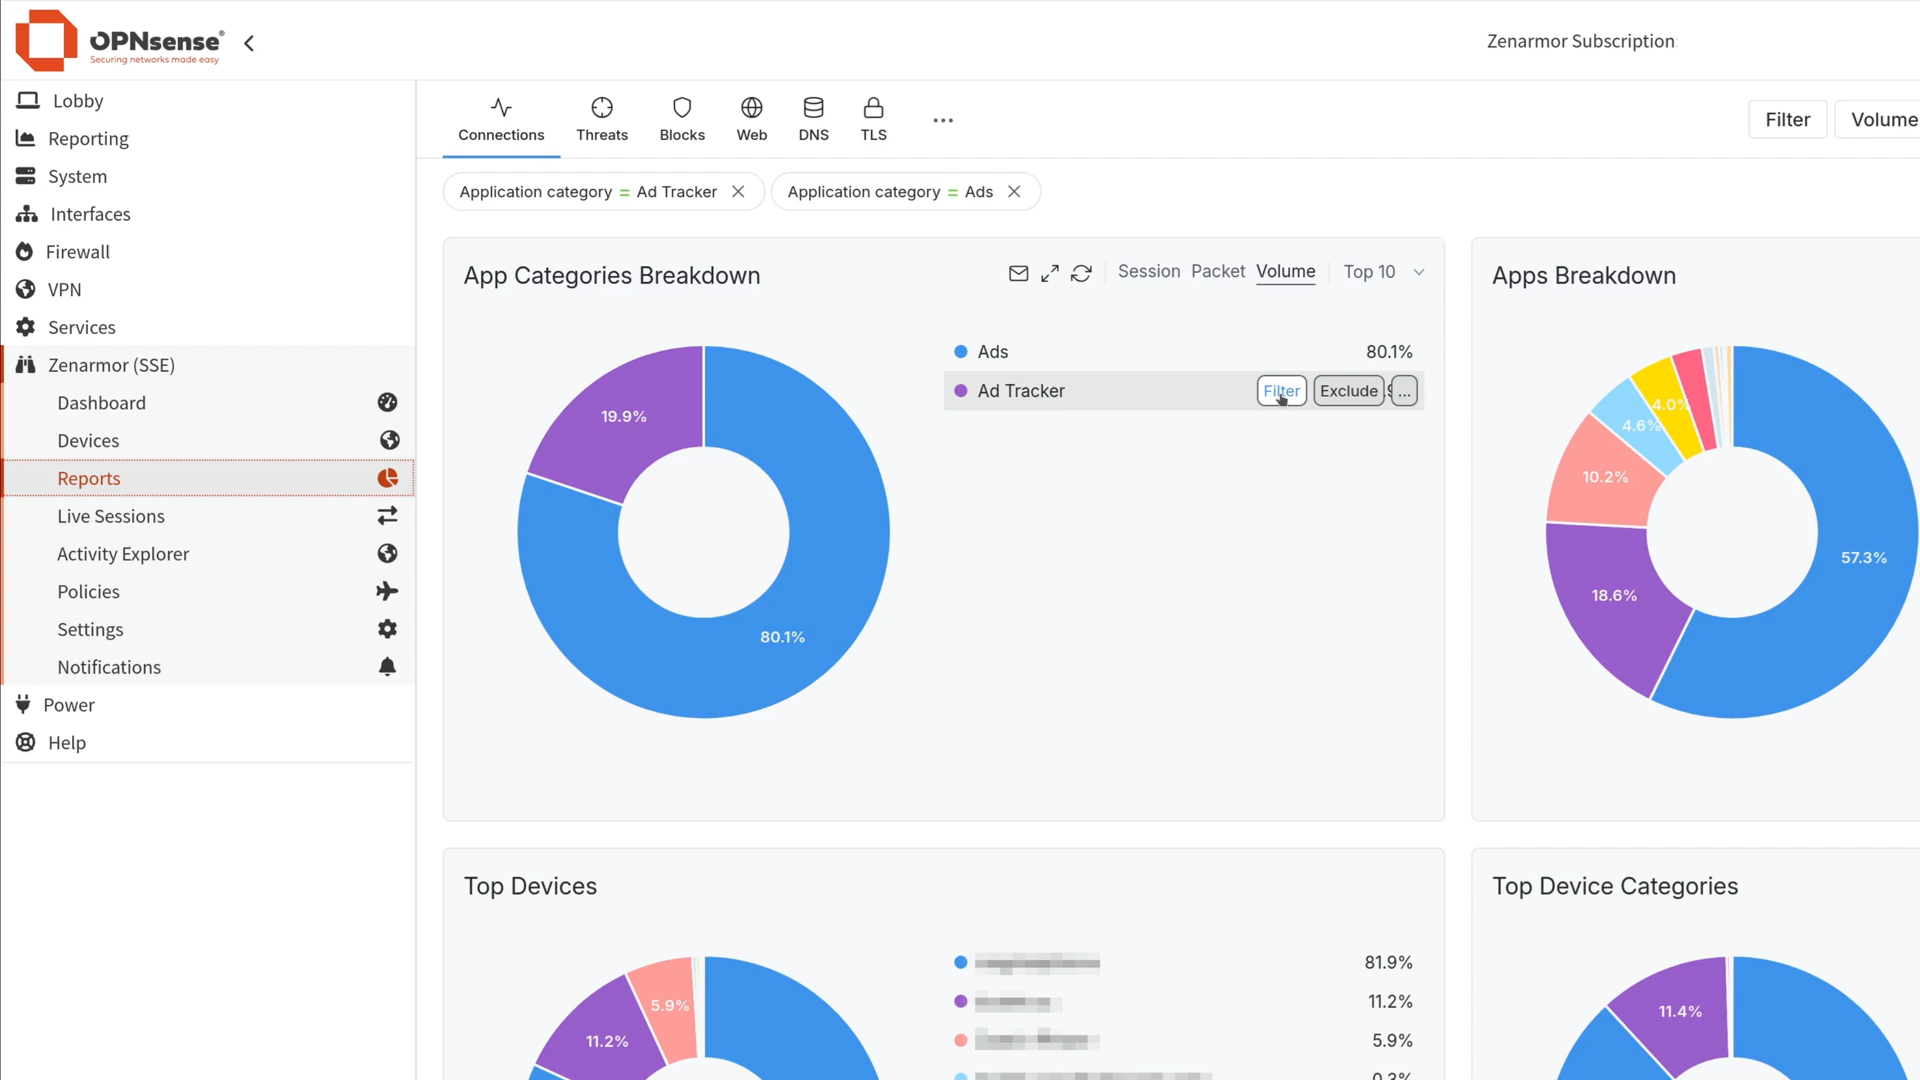 OPNsense®
Securing networks made easy
Zenarmor Subscription
Lobby
Reporting
System
Interfaces
Firewall
VPN
Services
Zenarmor (SSE)
Dashboard
Devices
Reports
Live Sessions
Activity Explorer
Policies
Settings
Notifications
Power
Help
Connections
Threats
Blocks
Web
DNS
TLS
...
Filter
Volume
Application category = Ad Tracker
Application category = Ads
App Categories Breakdown
Session Packet Volume Top 10
19.9%
80.1%
Ads 80.1%
Ad Tracker Filter Exclude ...
Apps Breakdown
4.0%
4.6%
10.2%
57.3%
18.6%
Top Devices
5.9%
11.2%
81.9%
11.2%
5.9%
0.3%
Top Device Categories
11.4%